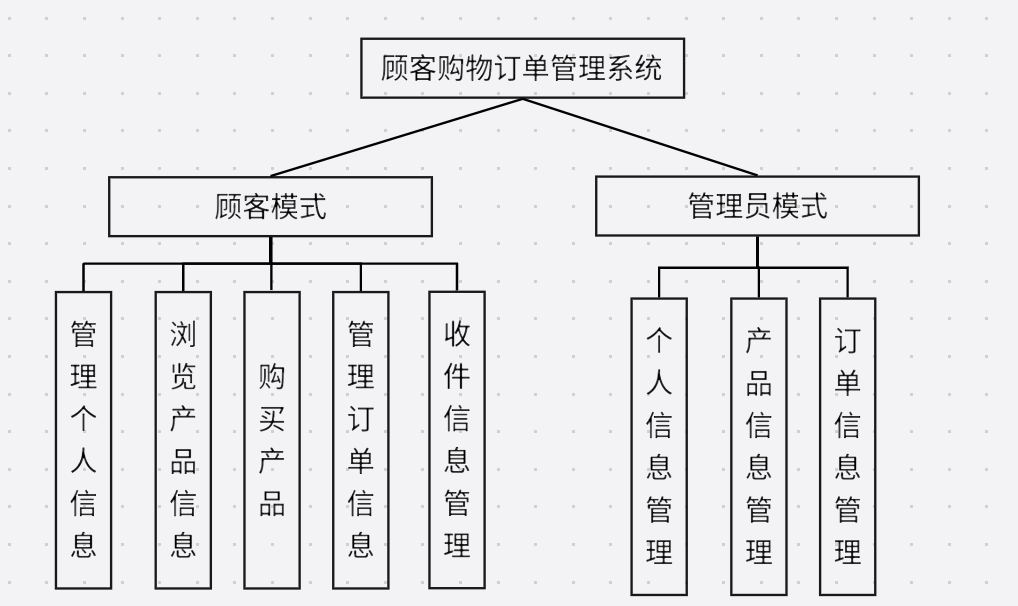 顾客购物订单管理系统
顾客模式
管理员模式
管理个人信息
浏览产品信息
购买产品
管理订单信息
收件信息管理
个人信息管理
产品信息管理
订单信息管理